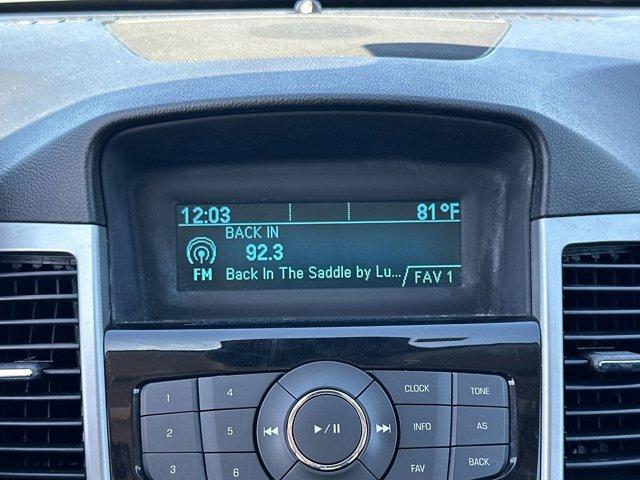 12:03 81°F
BACK IN
92.3
FM Back In The Saddle by Lu... FAV 1
1 4 CLOCK TONE
2 5 INFO AS
3 6 FAV BACK